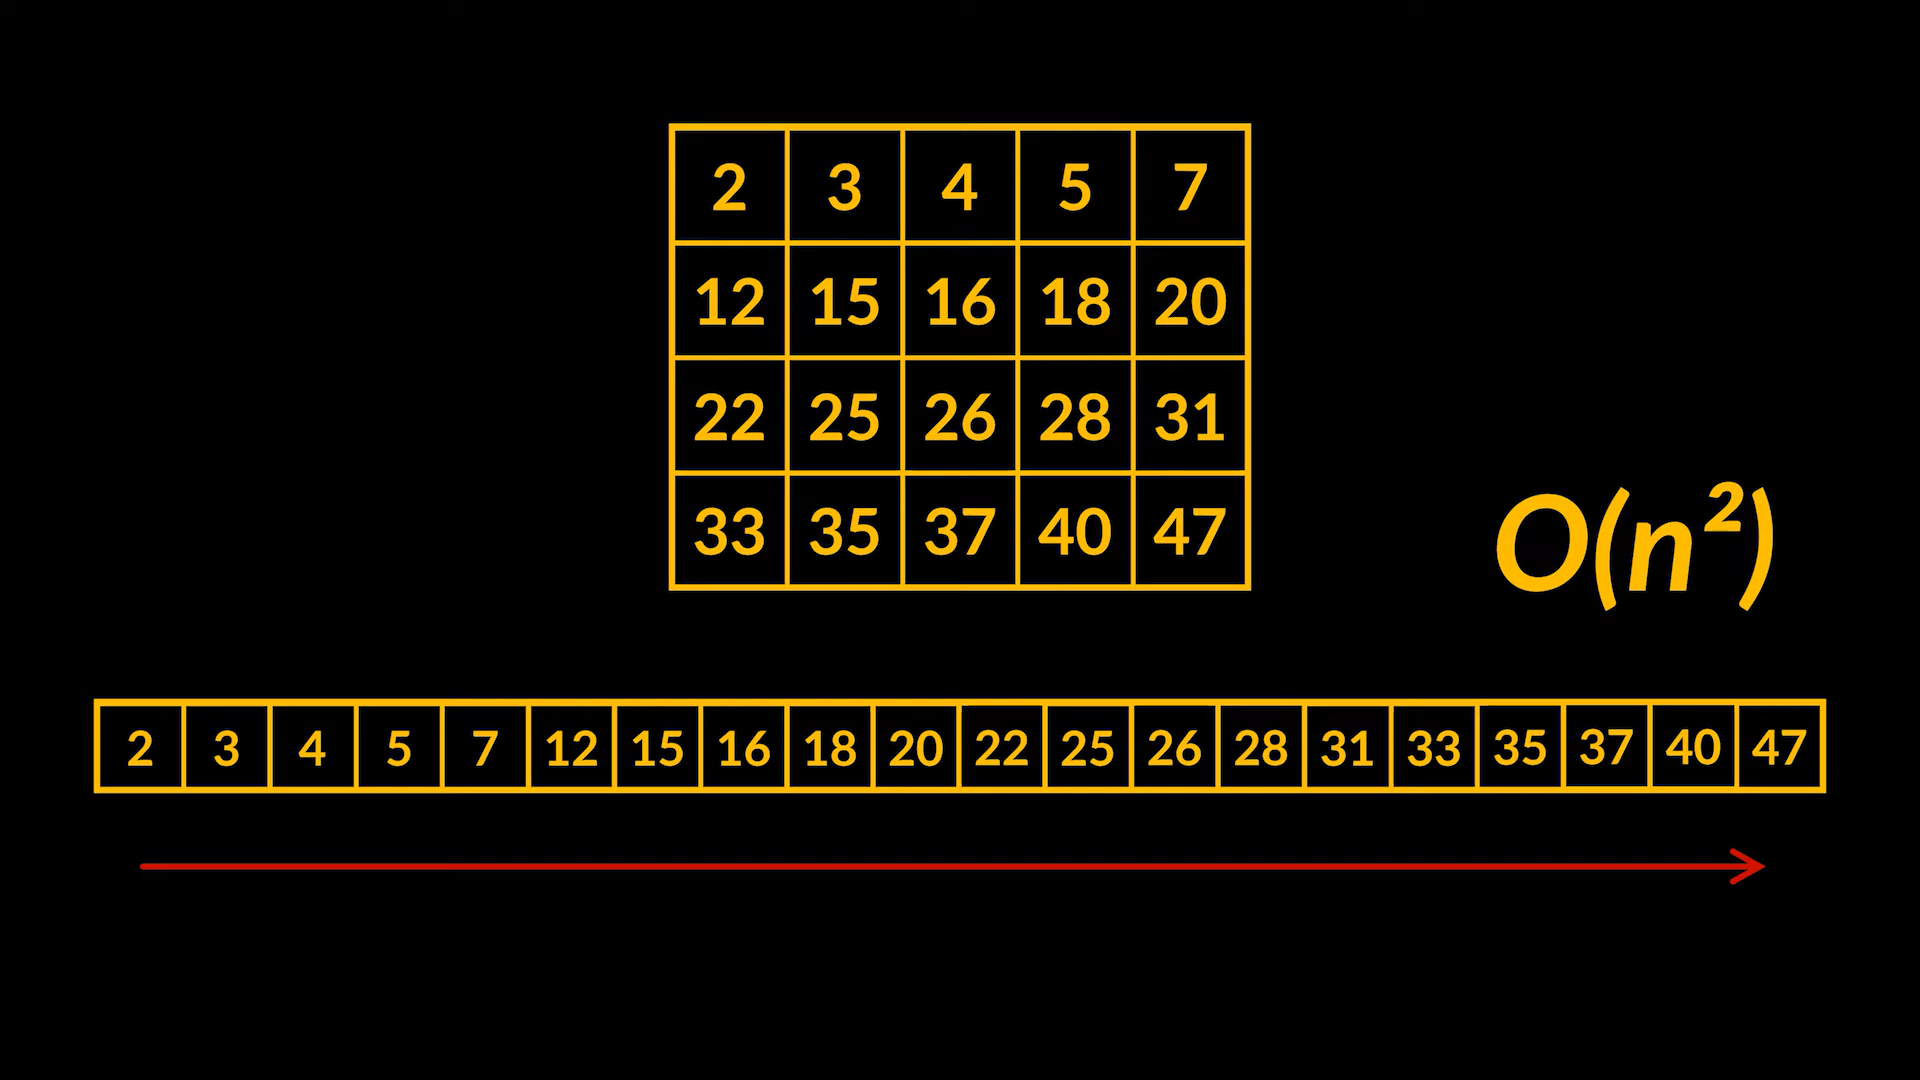 2 3 4 5 7
12 15 16 18 20
22 25 26 28 31
33 35 37 40 47
O(n²)
2 3 4 5 7 12 15 16 18 20 22 25 26 28 31 33 35 37 40 47